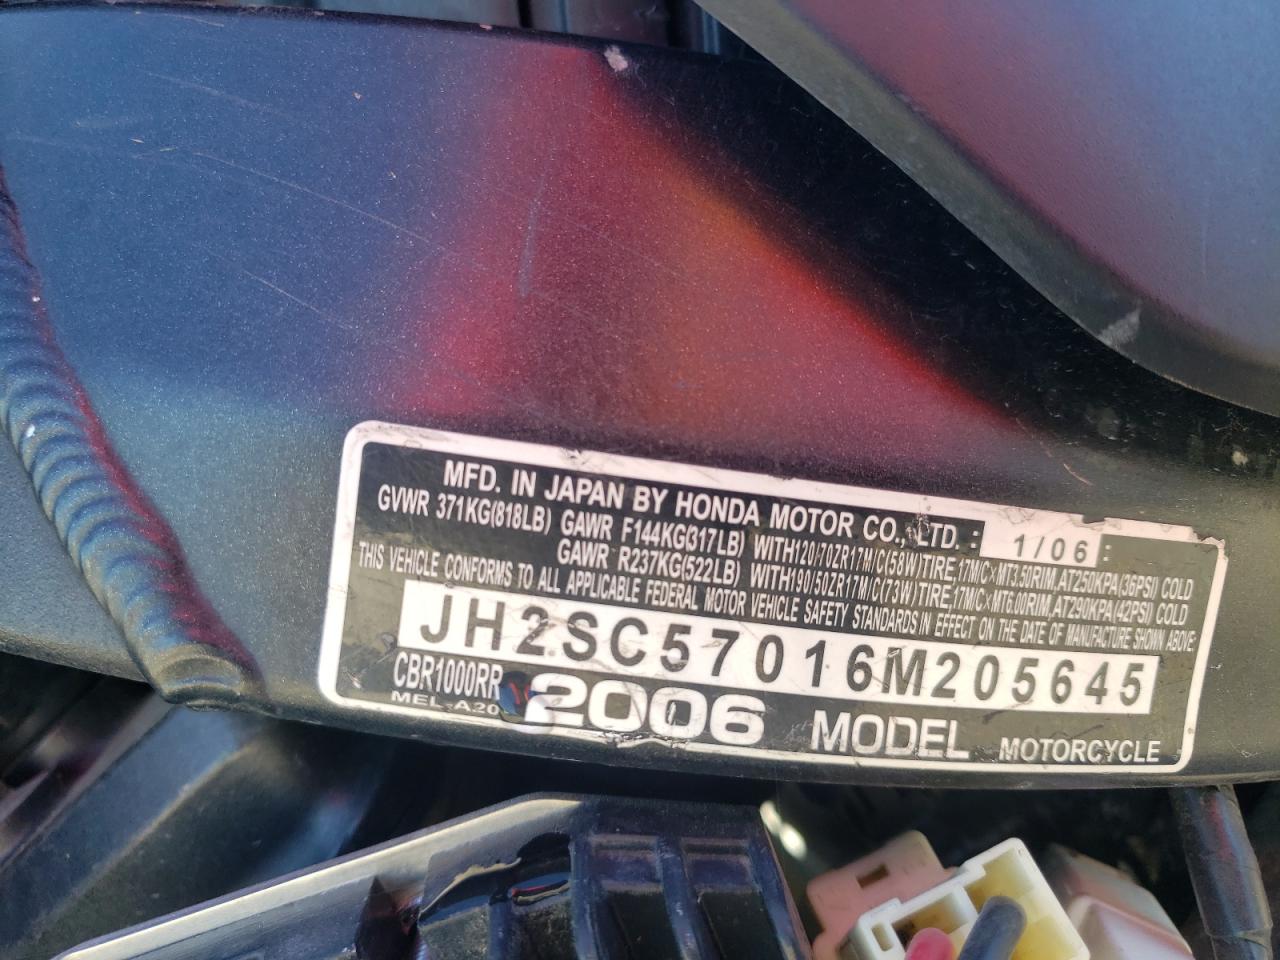 MFD. IN JAPAN BY HONDA MOTOR CO., LTD. : 1/06 :
GVWR 371KG(818LB) GAWR F144KG(317LB) WITH120/70ZR17M/C(58W)TIRE,17M/C×MT3.50RIM,AT250KPA(36PSI) COLD
GAWR R237KG(522LB) WITH190/50ZR17M/C(73W)TIRE,17M/C×MT6.00RIM,AT290KPA(42PSI) COLD
THIS VEHICLE CONFORMS TO ALL APPLICABLE FEDERAL MOTOR VEHICLE SAFETY STANDARDS IN EFFECT ON THE DATE OF MANUFACTURE SHOWN ABOVE.
JH2SC57016M205645
CBR1000RR
MEL A20
2006 MODEL MOTORCYCLE